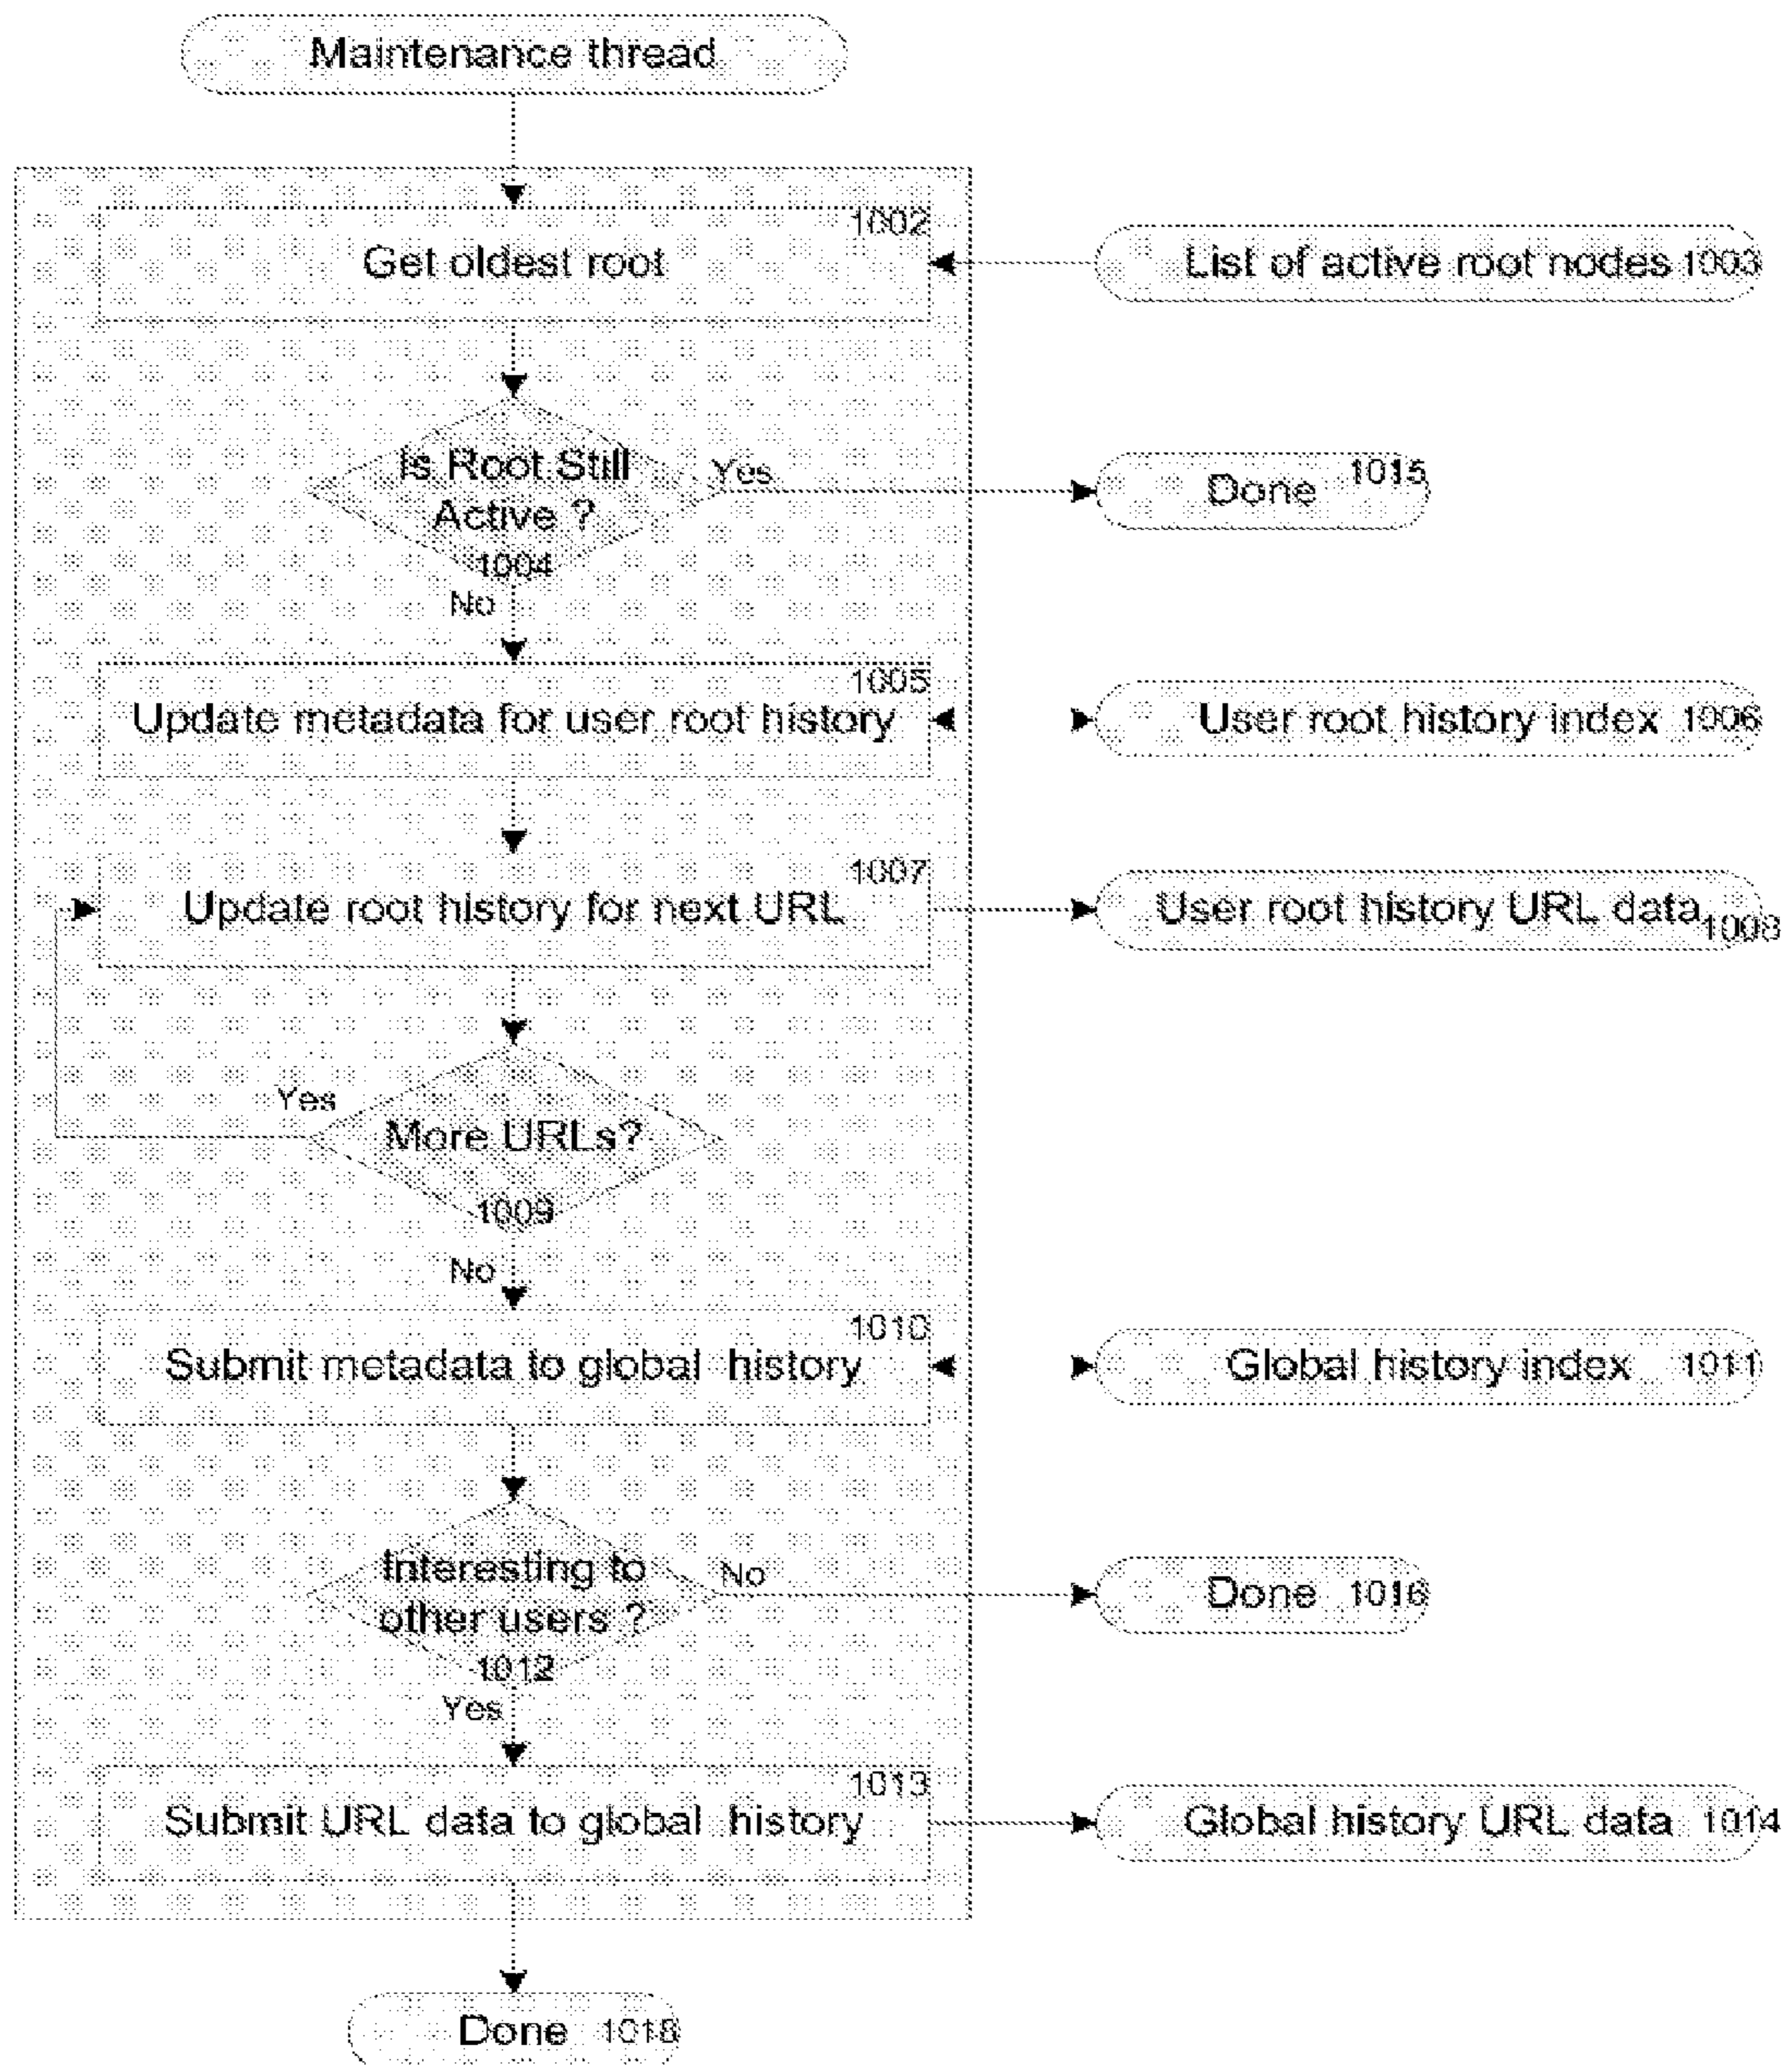 Maintenance thread
1002
Get oldest root
List of active root nodes 1003
Is Root Still
Active ?
1004
Yes
Done 1015
No
1005
Update metadata for user root history
User root history index 1006
1007
Update root history for next URL
User root history URL data 1008
Yes
More URLs?
1009
No
1010
Submit metadata to global history
Global history index 1011
Interesting to
other users ?
1012
No
Done 1016
Yes
1013
Submit URL data to global history
Global history URL data 1014
Done 1018